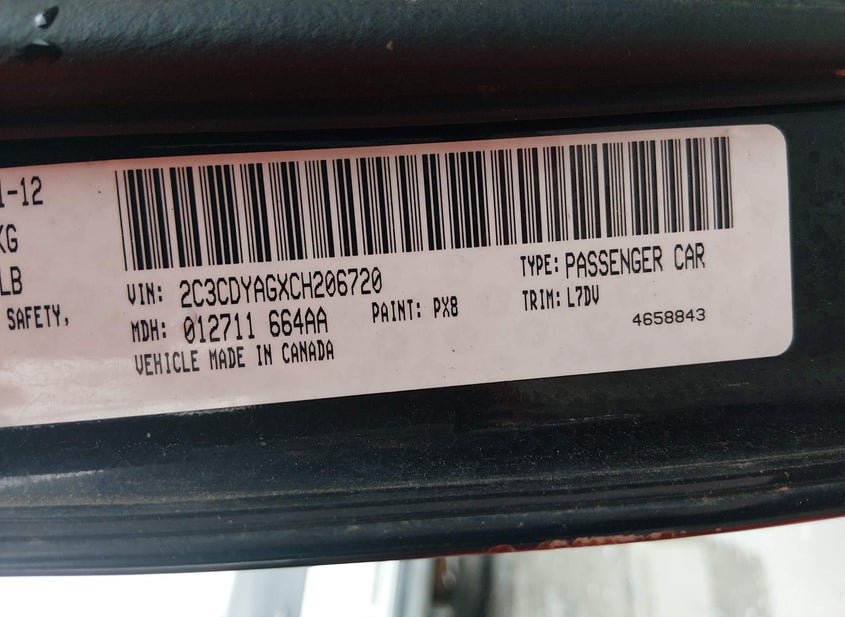 1-12
KG
LB
SAFETY,
VIN: 2C3CDYAGXCH206720
TYPE: PASSENGER CAR
MDH: 012711 664AA
PAINT: PX8
TRIM: L7DV
VEHICLE MADE IN CANADA
4658843